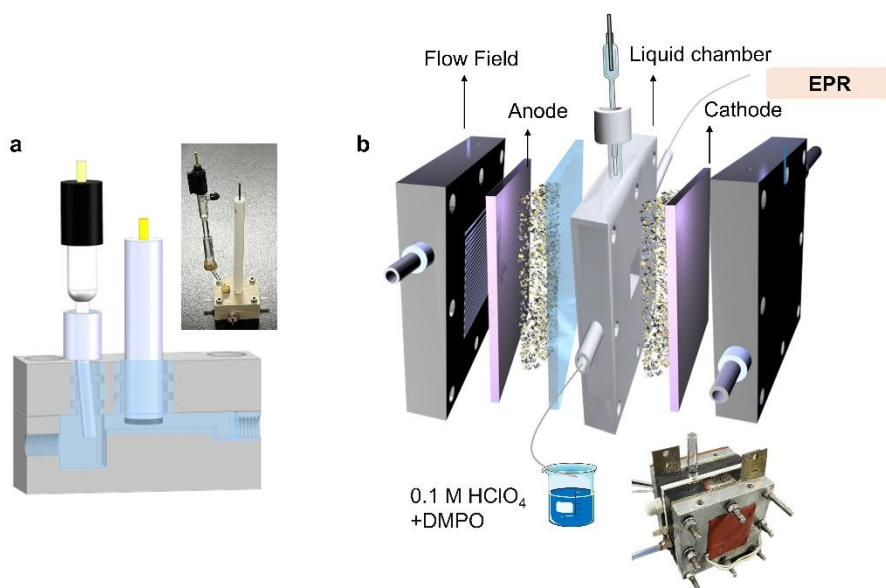 a
b
Flow Field
Anode
Liquid chamber
Cathode
EPR
0.1 M HClO₄
+DMPO